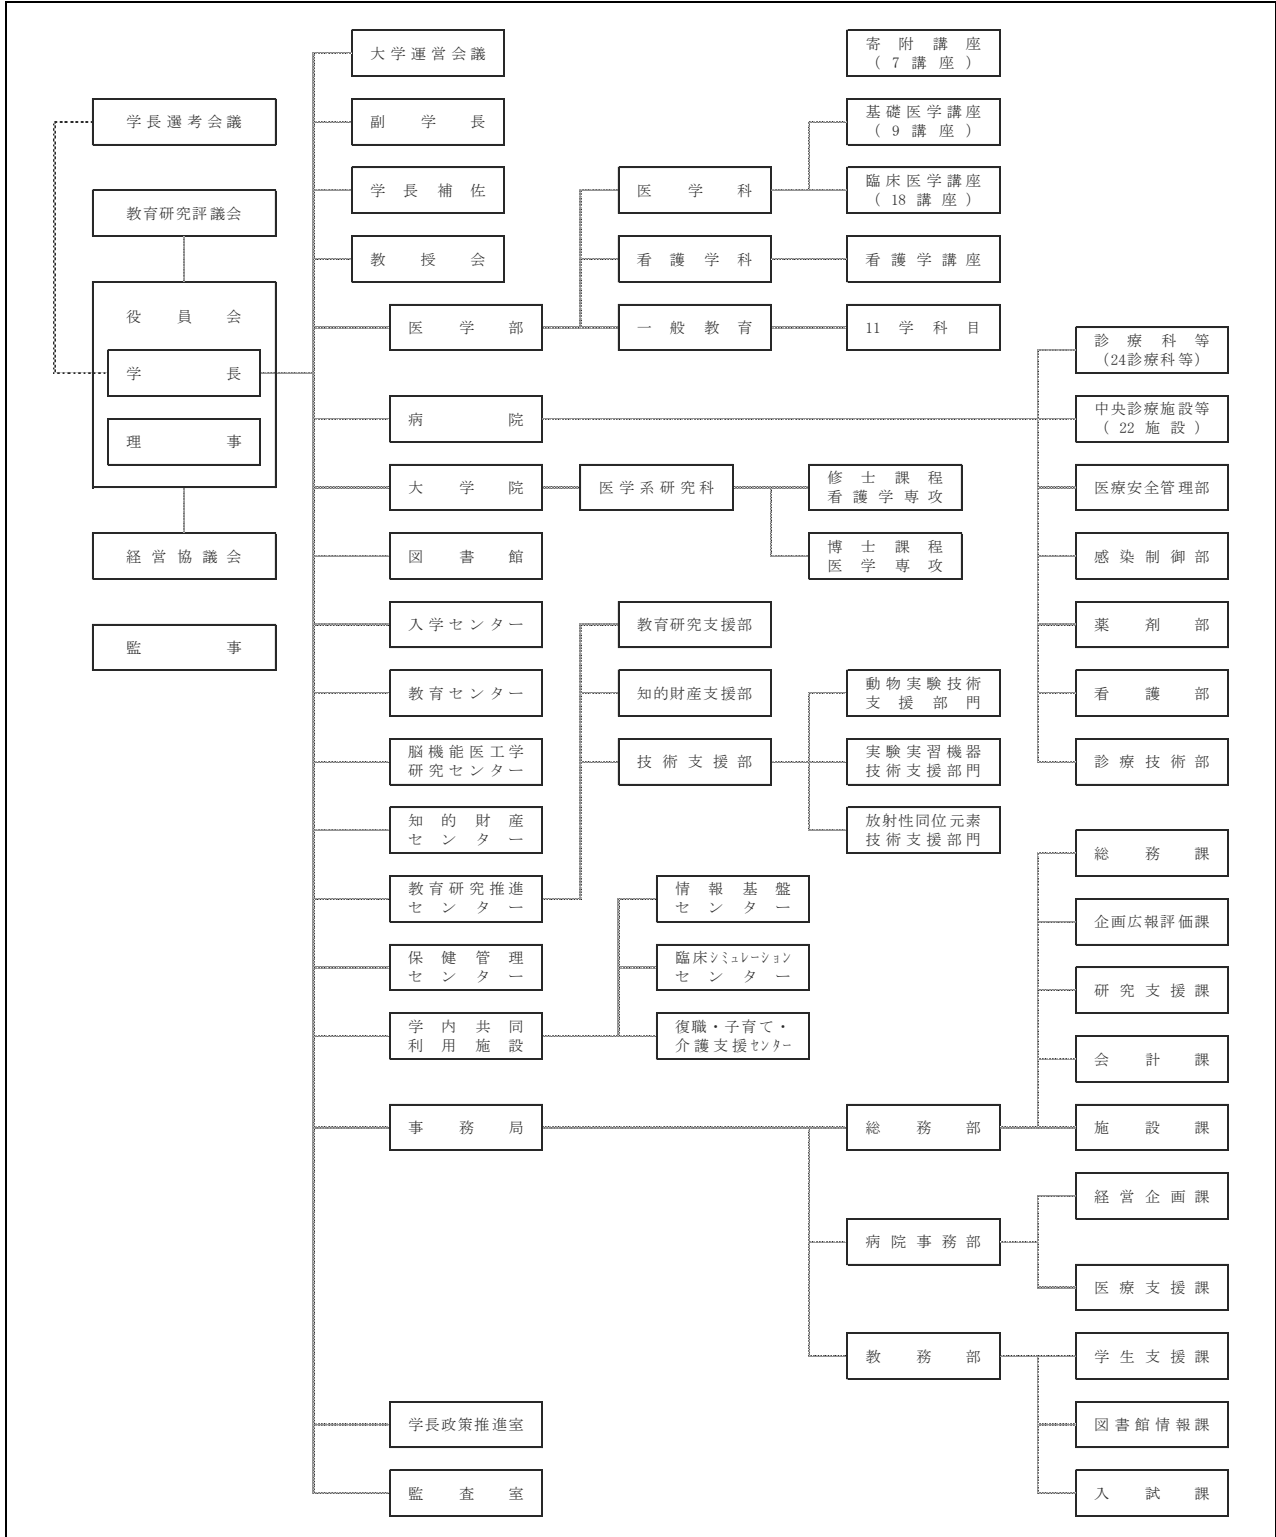 大学運営会議
寄附講座
（7講座）
学長選考会議
副学長
基礎医学講座
（9講座）
教育研究評議会
学長補佐
医学科
臨床医学講座
（18講座）
教授会
看護学科
看護学講座
役員会
医学部
一般教育
11学科目
学長
診療科等
（24診療科等）
理事
病院
中央診療施設等
（22施設）
大学院
医学系研究科
修士課程
看護学専攻
医療安全管理部
経営協議会
図書館
博士課程
医学専攻
感染制御部
監事
入学センター
教育研究支援部
薬剤部
教育センター
知的財産支援部
動物実験技術
支援部門
看護部
脳機能医工学
研究センター
技術支援部
実験実習機器
技術支援部門
診療技術部
知的財産
センター
放射性同位元素
技術支援部門
総務課
教育研究推進
センター
情報基盤
センター
企画広報評価課
保健管理
センター
臨床シミュレーション
センター
研究支援課
学内共同
利用施設
復職・子育て・
介護支援センター
会計課
事務局
総務部
施設課
経営企画課
病院事務部
医療支援課
教務部
学生支援課
学長政策推進室
図書館情報課
監査室
入試課